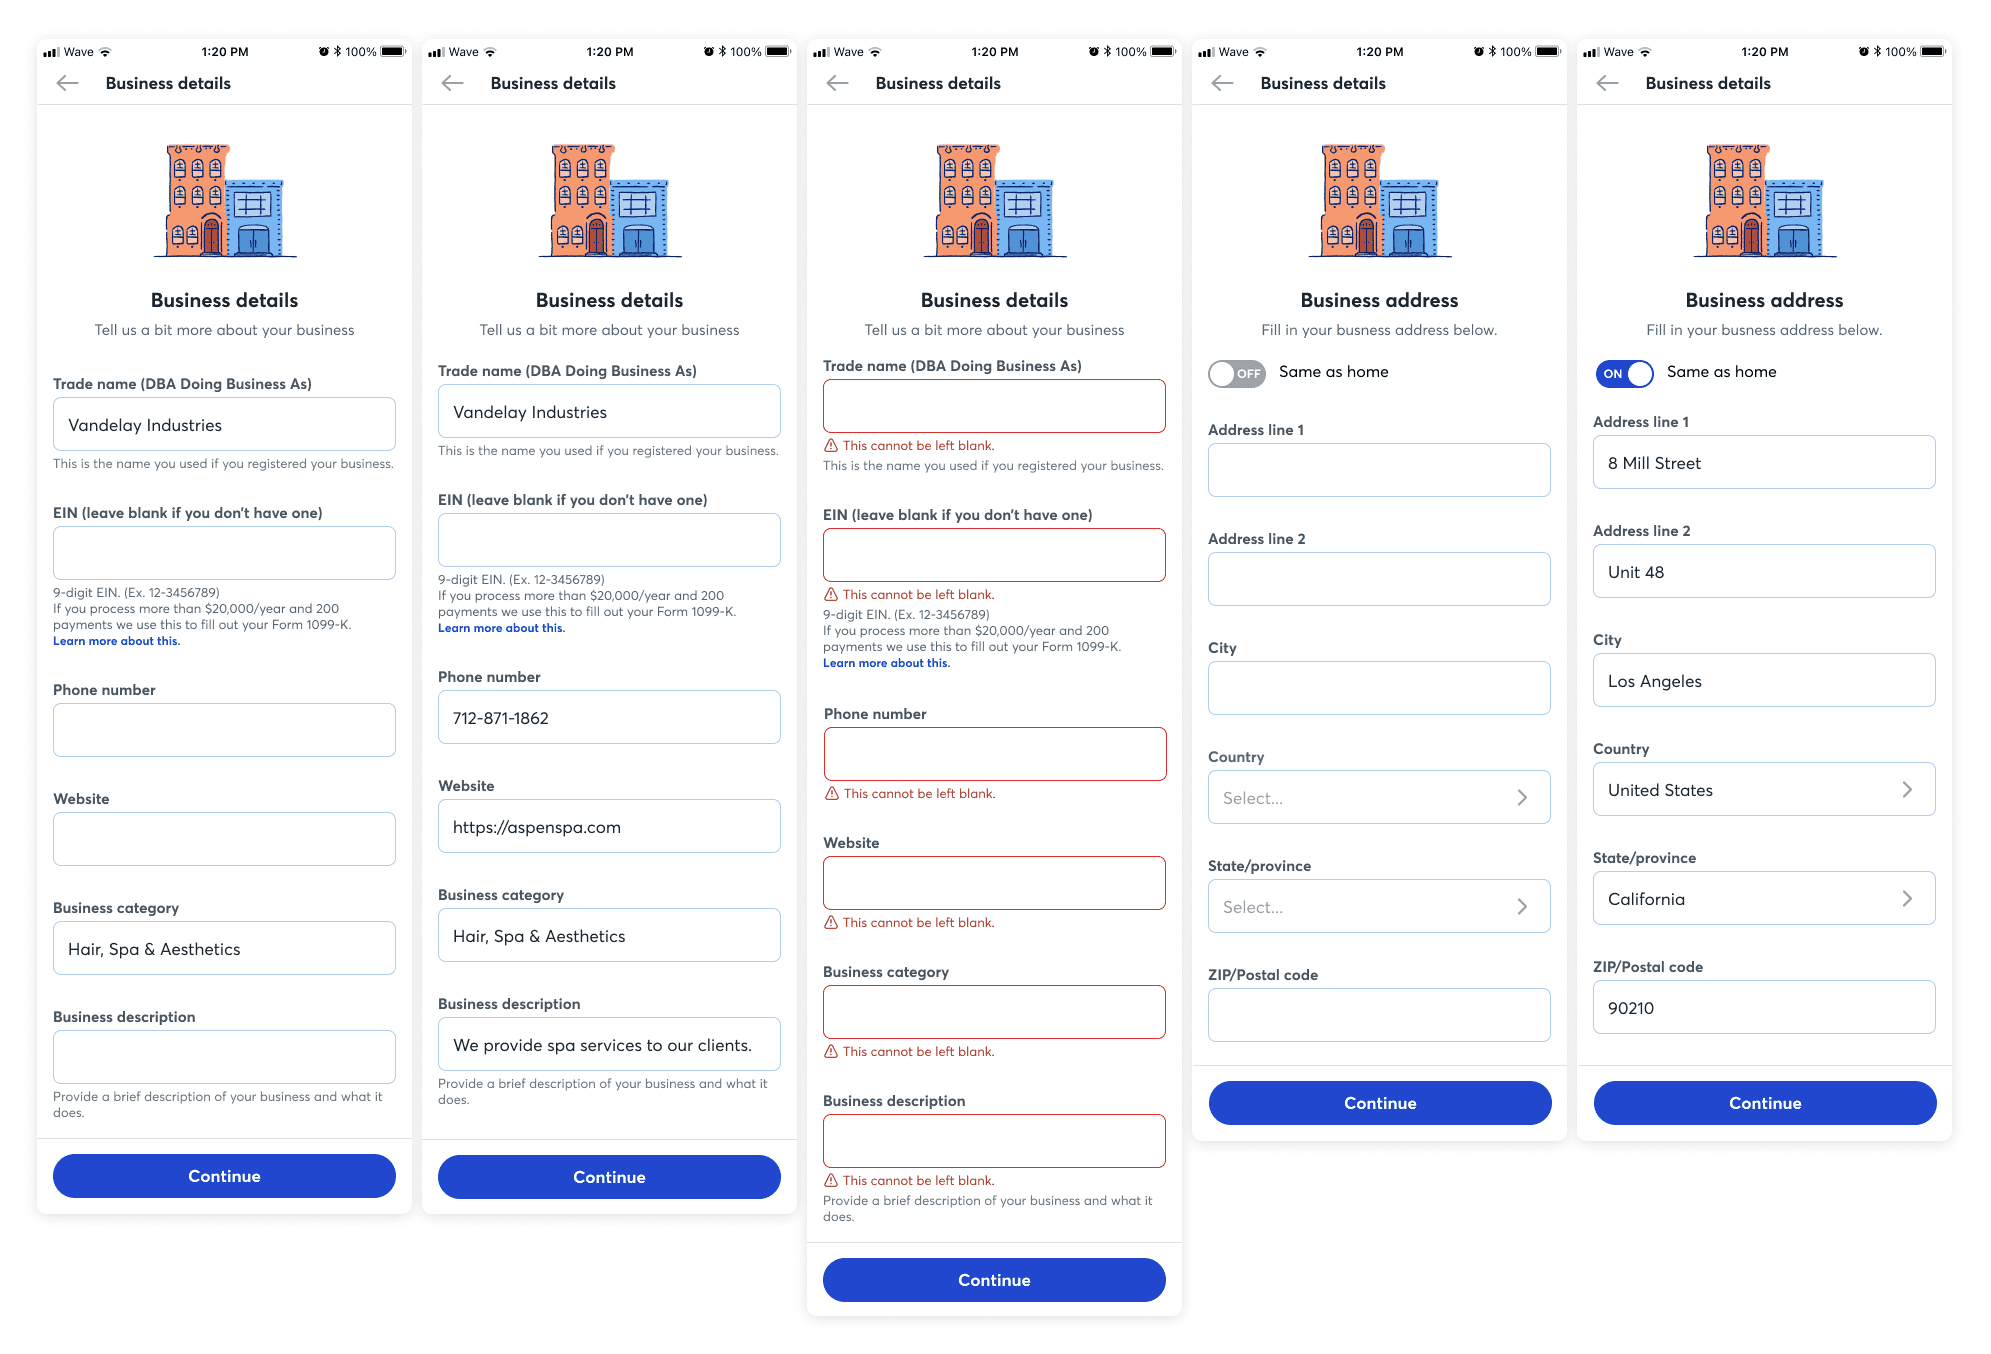 Wave 1:20 PM 100%
Business details
Business details
Tell us a bit more about your business
Trade name (DBA Doing Business As)
Vandelay Industries
This is the name you used if you registered your business.
EIN (leave blank if you don't have one)
9-digit EIN. (Ex. 12-3456789)
If you process more than $20,000/year and 200
payments we use this to fill out your Form 1099-K.
Learn more about this.
Phone number
Website
Business category
Hair, Spa & Aesthetics
Business description
Provide a brief description of your business and what it
does.
Continue
Wave 1:20 PM 100%
Business details
Business details
Tell us a bit more about your business
Trade name (DBA Doing Business As)
Vandelay Industries
This is the name you used if you registered your business.
EIN (leave blank if you don't have one)
9-digit EIN. (Ex. 12-3456789)
If you process more than $20,000/year and 200
payments we use this to fill out your Form 1099-K.
Learn more about this.
Phone number
712-871-1862
Website
https://aspenspa.com
Business category
Hair, Spa & Aesthetics
Business description
We provide spa services to our clients.
Provide a brief description of your business and what it
does.
Continue
Wave 1:20 PM 100%
Business details
Business details
Tell us a bit more about your business
Trade name (DBA Doing Business As)
This cannot be left blank.
This is the name you used if you registered your business.
EIN (leave blank if you don't have one)
This cannot be left blank.
9-digit EIN. (Ex. 12-3456789)
If you process more than $20,000/year and 200
payments we use this to fill out your Form 1099-K.
Learn more about this.
Phone number
This cannot be left blank.
Website
This cannot be left blank.
Business category
This cannot be left blank.
Business description
This cannot be left blank.
Provide a brief description of your business and what it
does.
Continue
Wave 1:20 PM 100%
Business details
Business address
Fill in your busness address below.
OFF Same as home
Address line 1
Address line 2
City
Country
Select...
State/province
Select...
ZIP/Postal code
Continue
Wave 1:20 PM 100%
Business details
Business address
Fill in your busness address below.
ON Same as home
Address line 1
8 Mill Street
Address line 2
Unit 48
City
Los Angeles
Country
United States
State/province
California
ZIP/Postal code
90210
Continue